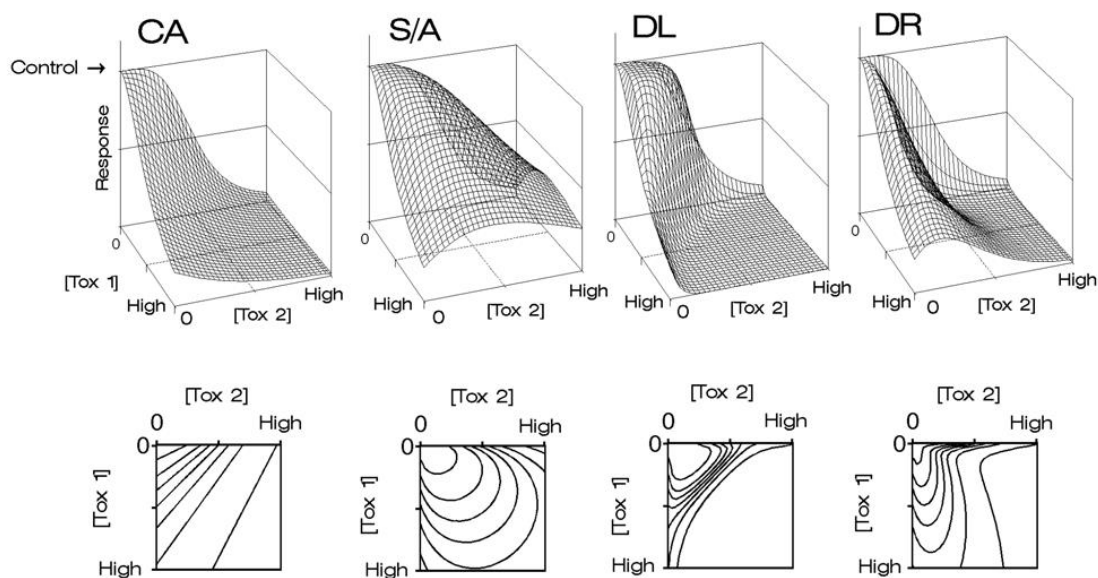 CA S/A DL DR
Control →
Response
0 0 0 0
[Tox 1]
High High High High
High High High High
0 [Tox 2] 0 [Tox 2] 0 [Tox 2] 0 [Tox 2]
[Tox 2] [Tox 2] [Tox 2] [Tox 2]
0 High 0 High 0 High 0 High
0 0 0 0
[Tox 1] [Tox 1] [Tox 1] [Tox 1]
High High High High